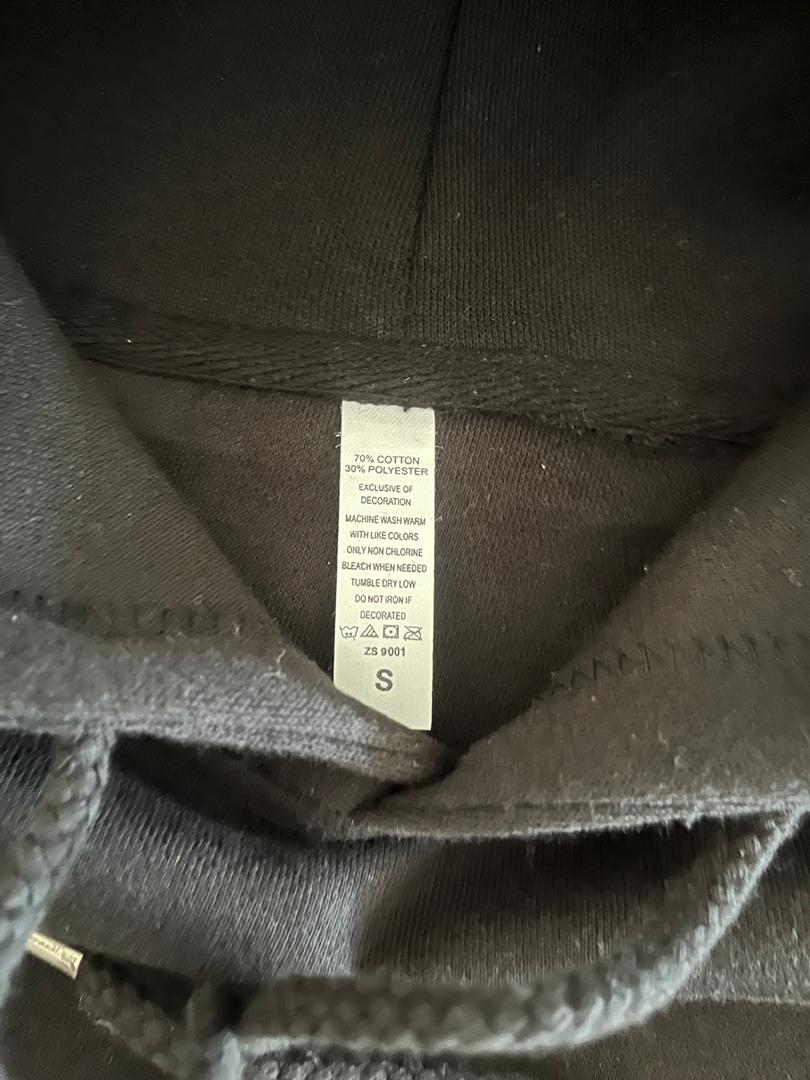 70% COTTON
30% POLYESTER
EXCLUSIVE OF
DECORATION
MACHINE WASH WARM
WITH LIKE COLORS
ONLY NON CHLORINE
BLEACH WHEN NEEDED
TUMBLE DRY LOW
DO NOT IRON IF
DECORATED
ZS 9001
S